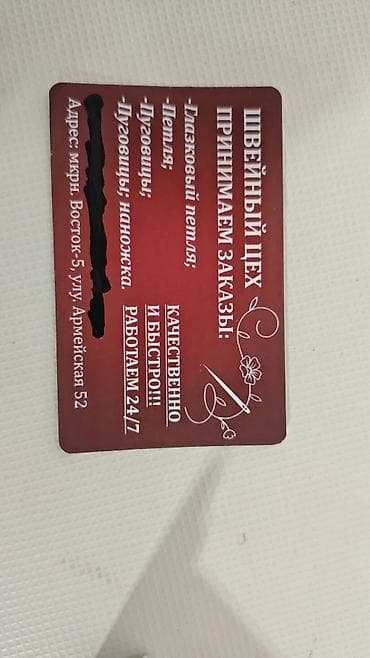 ШВЕЙНЫЙ ЦЕХ
ПРИНИМАЕМ ЗАКАЗЫ:
-Глазковый петля;
-Петля;
-Пуговицы;
-Пуговицы; наножка.
КАЧЕСТВЕННО
И БЫСТРО!!!
РАБОТАЕМ 24/7
Адрес: мкрн. Восток-5, улу. Армейская 52